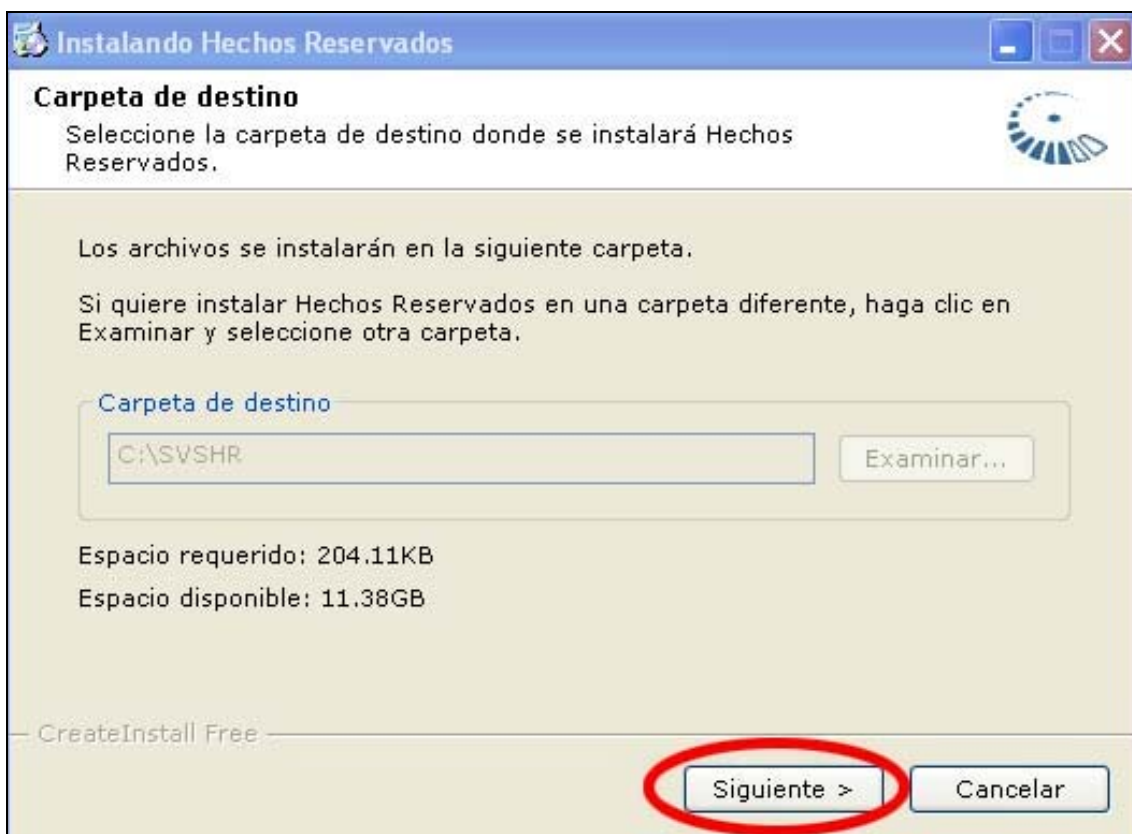 Instalando Hechos Reservados
Carpeta de destino
Seleccione la carpeta de destino donde se instalará Hechos
Reservados.
Los archivos se instalarán en la siguiente carpeta.
Si quiere instalar Hechos Reservados en una carpeta diferente, haga clic en
Examinar y seleccione otra carpeta.
Carpeta de destino
C:\SVSHR
Examinar...
Espacio requerido: 204.11KB
Espacio disponible: 11.38GB
CreateInstall Free
Siguiente >
Cancelar